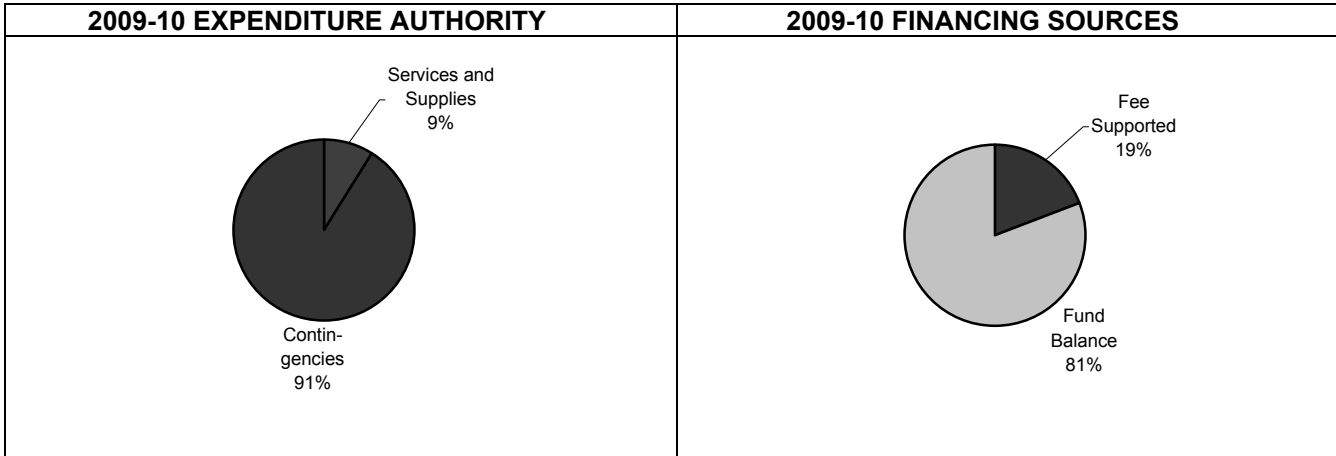 2009-10 EXPENDITURE AUTHORITY
2009-10 FINANCING SOURCES
Services and
Supplies
9%
Contin-
gencies
91%
Fee
Supported
19%
Fund
Balance
81%